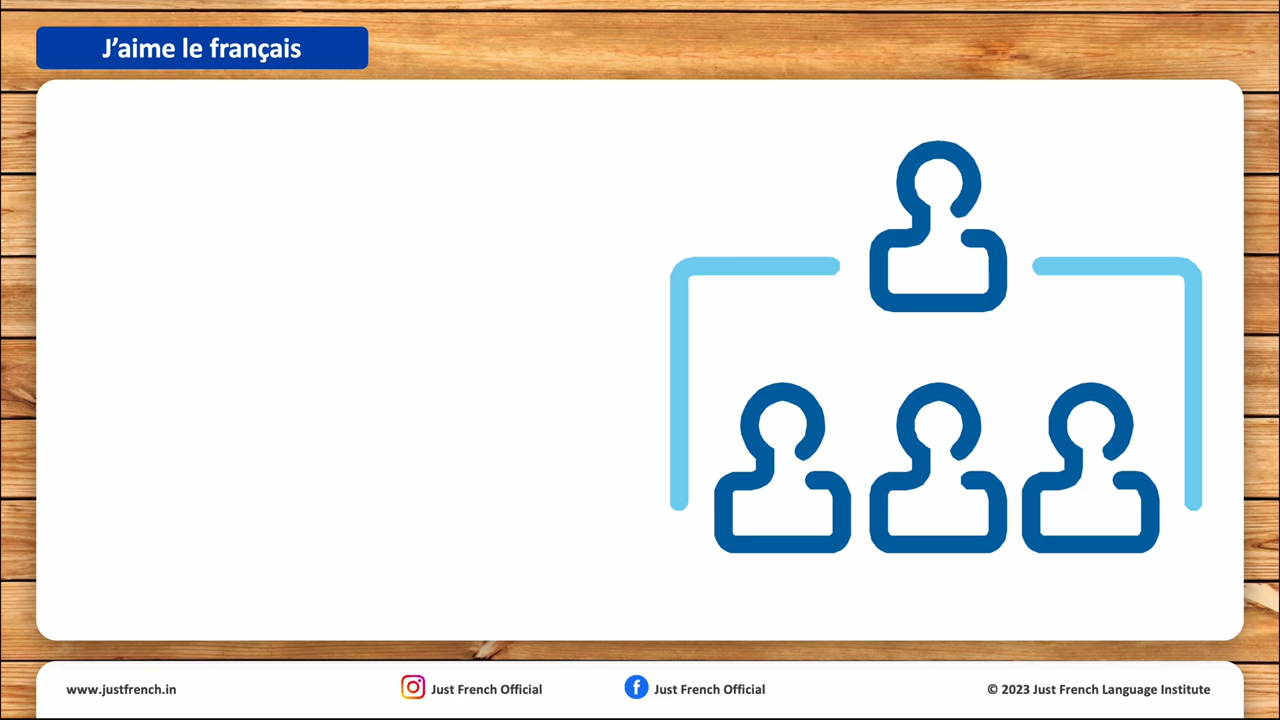 J’aime le français
www.justfrench.in
Just French Official
Just French Official
© 2023 Just French Language Institute